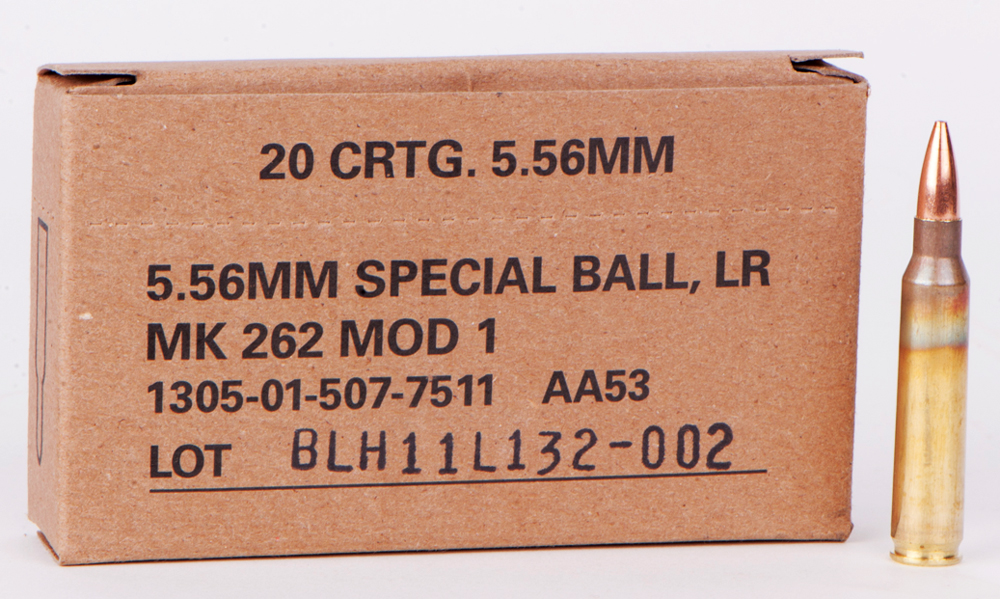 20 CRTG. 5.56MM
5.56MM SPECIAL BALL, LR
MK 262 MOD 1
1305-01-507-7511 AA53
LOT BLH11L132-002